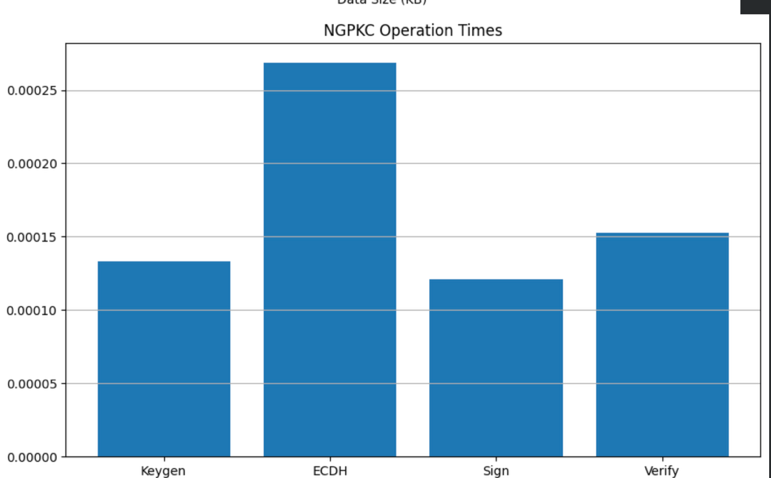 Data Size (KB)
NGPKC Operation Times
0.00025
0.00020
0.00015
0.00010
0.00005
0.00000
Keygen ECDH Sign Verify